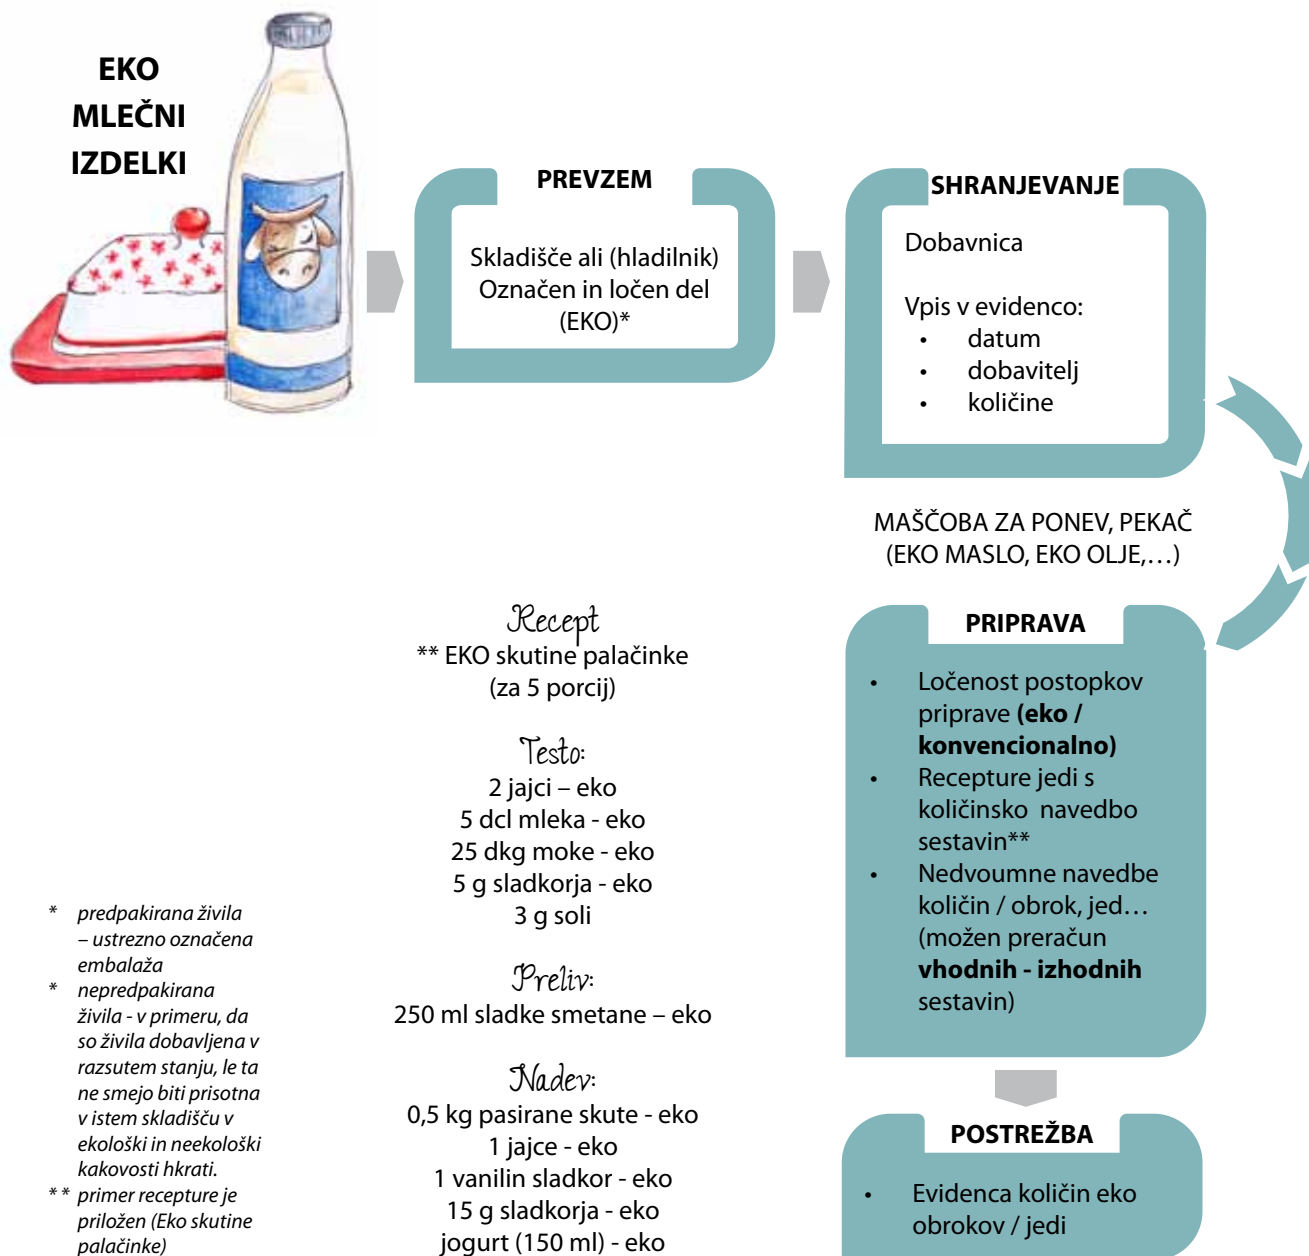 EKO
MLEČNI
IZDELKI
PREVZEM
Skladišče ali (hladilnik)
Označen in ločen del
(EKO)*
SHRANJEVANJE
Dobavnica
Vpis v evidenco:
• datum
• dobavitelj
• količine
MAŠČOBA ZA PONEV, PEKAČ
(EKO MASLO, EKO OLJE,…)
PRIPRAVA
• Ločenost postopkov
priprave (eko /
konvencionalno)
• Recepture jedi s
količinsko navedbo
sestavin**
• Nedvoumne navedbe
količin / obrok, jed…
(možen preračun
vhodnih - izhodnih
sestavin)
POSTREŽBA
• Evidenca količin eko
obrokov / jedi
Recept
** EKO skutine palačinke
(za 5 porcij)
Testo:
2 jajci – eko
5 dcl mleka - eko
25 dkg moke - eko
5 g sladkorja - eko
3 g soli
Preliv:
250 ml sladke smetane – eko
Nadev:
0,5 kg pasirane skute - eko
1 jajce - eko
1 vanilin sladkor - eko
15 g sladkorja - eko
jogurt (150 ml) - eko
* predpakirana živila
– ustrezno označena
embalaža
* nepredpakirana
živila - v primeru, da
so živila dobavljena v
razsutem stanju, le ta
ne smejo biti prisotna
v istem skladišču v
ekološki in neekološki
kakovosti hkrati.
** primer recepture je
priložen (Eko skutine
palačinke)